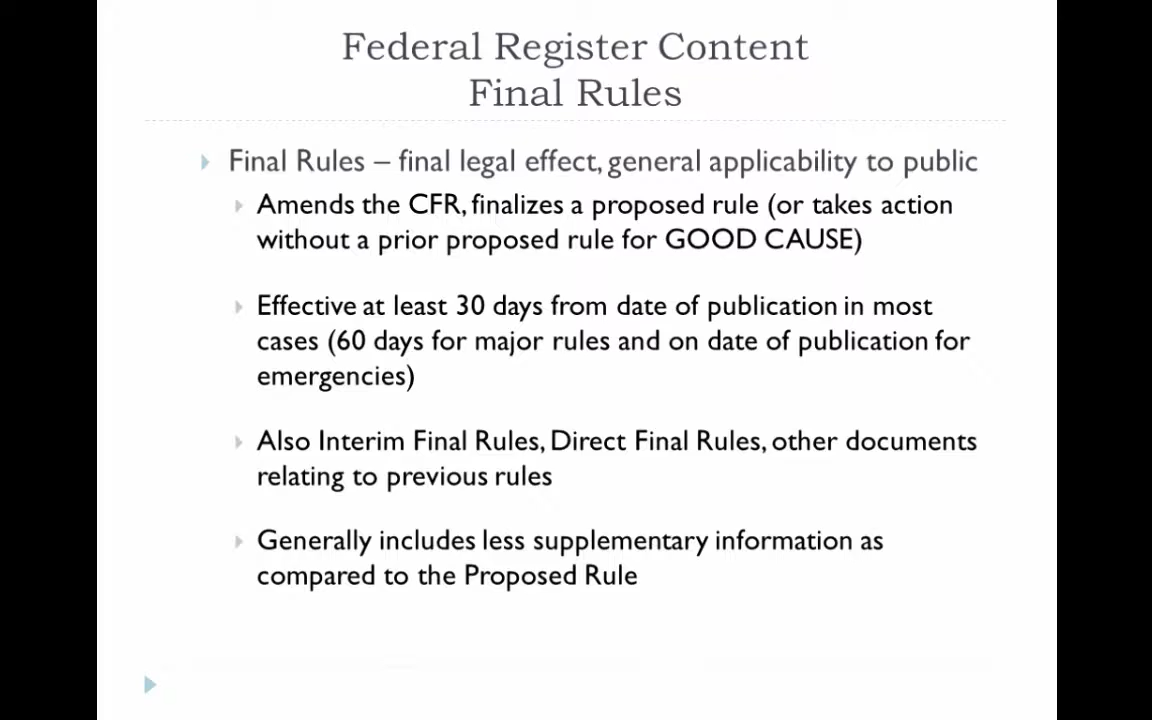 Federal Register Content
Final Rules
Final Rules – final legal effect, general applicability to public
Amends the CFR, finalizes a proposed rule (or takes action
without a prior proposed rule for GOOD CAUSE)
Effective at least 30 days from date of publication in most
cases (60 days for major rules and on date of publication for
emergencies)
Also Interim Final Rules, Direct Final Rules, other documents
relating to previous rules
Generally includes less supplementary information as
compared to the Proposed Rule